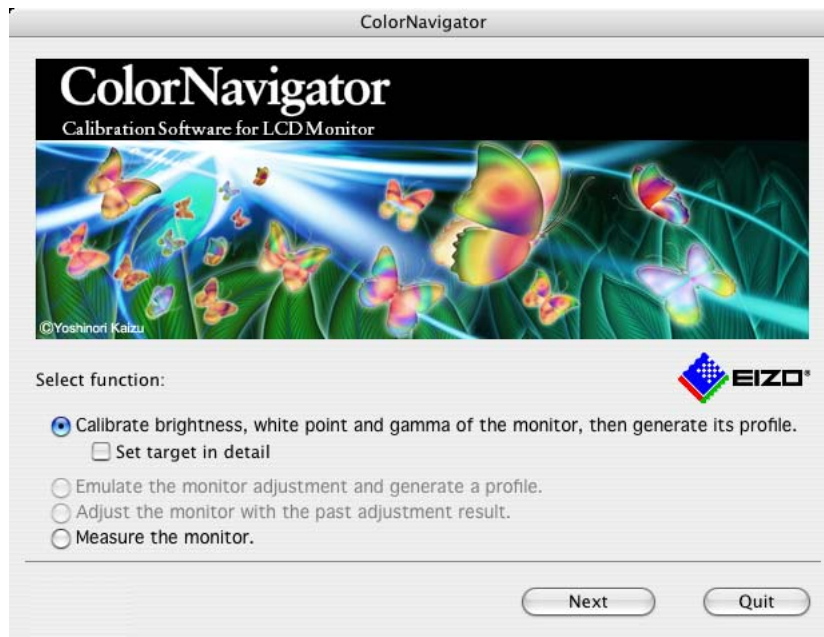 ColorNavigator
ColorNavigator
Calibration Software for LCD Monitor
©Yoshinori Kaizu
Select function:
EIZO®
Calibrate brightness, white point and gamma of the monitor, then generate its profile.
Set target in detail
Emulate the monitor adjustment and generate a profile.
Adjust the monitor with the past adjustment result.
Measure the monitor.
Next
Quit